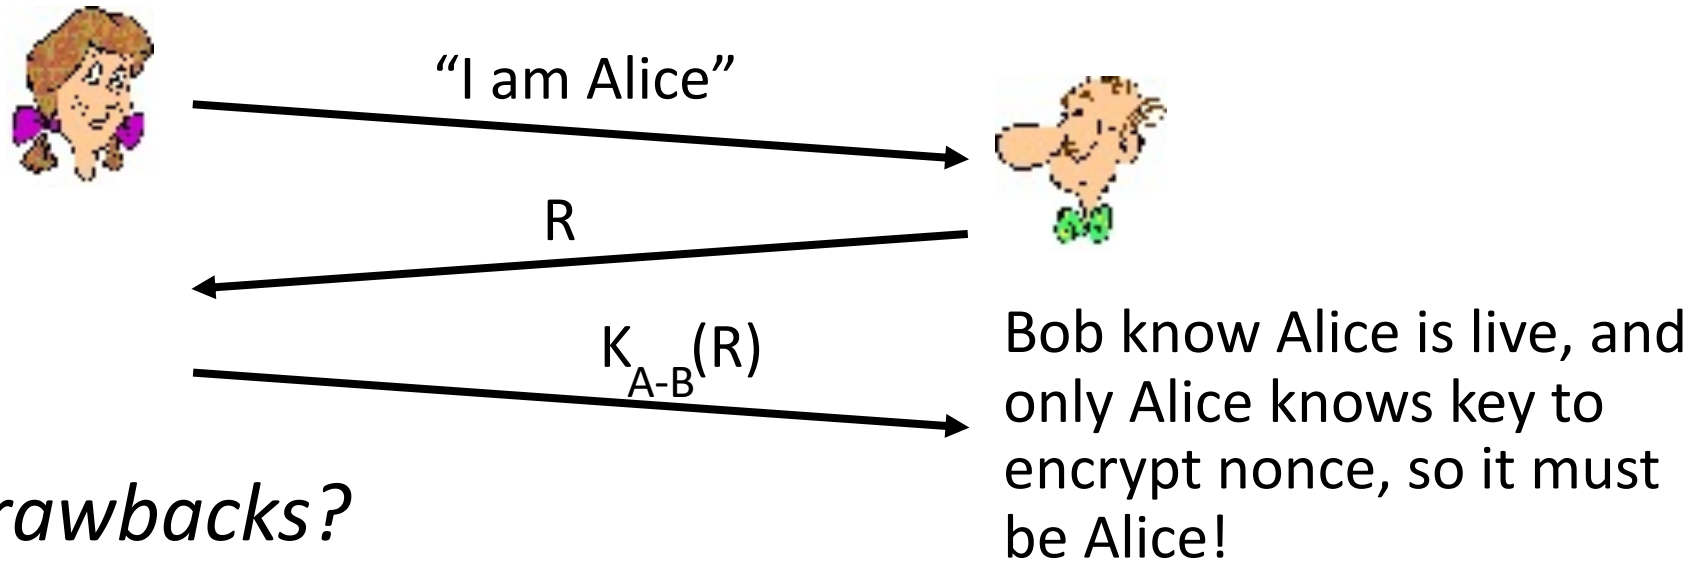 “I am Alice”
R
K A-B (R)
Bob know Alice is live, and
only Alice knows key to
encrypt nonce, so it must
be Alice!
rawbacks?